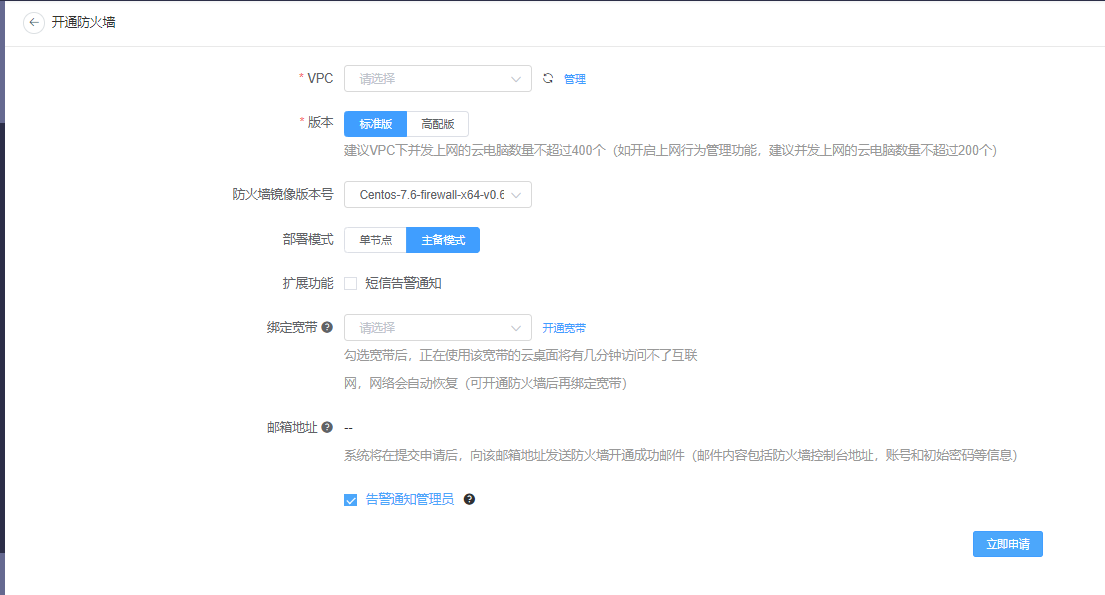 开通防火墙
* VPC 请选择 管理
* 版本 标准版 高配版
建议VPC下并发上网的云电脑数量不超过400个（如开启上网行为管理功能，建议并发上网的云电脑数量不超过200个）
防火墙镜像版本号 Centos-7.6-firewall-x64-v0.6
部署模式 单节点 主备模式
扩展功能 短信告警通知
绑定宽带 ? 请选择 开通宽带
勾选宽带后，正在使用该宽带的云桌面将有几分钟访问不了互联
网，网络会自动恢复（可开通防火墙后再绑定宽带）
邮箱地址 ? --
系统将在提交申请后，向该邮箱地址发送防火墙开通成功邮件（邮件内容包括防火墙控制台地址，账号和初始密码等信息）
告警通知管理员 ?
立即申请